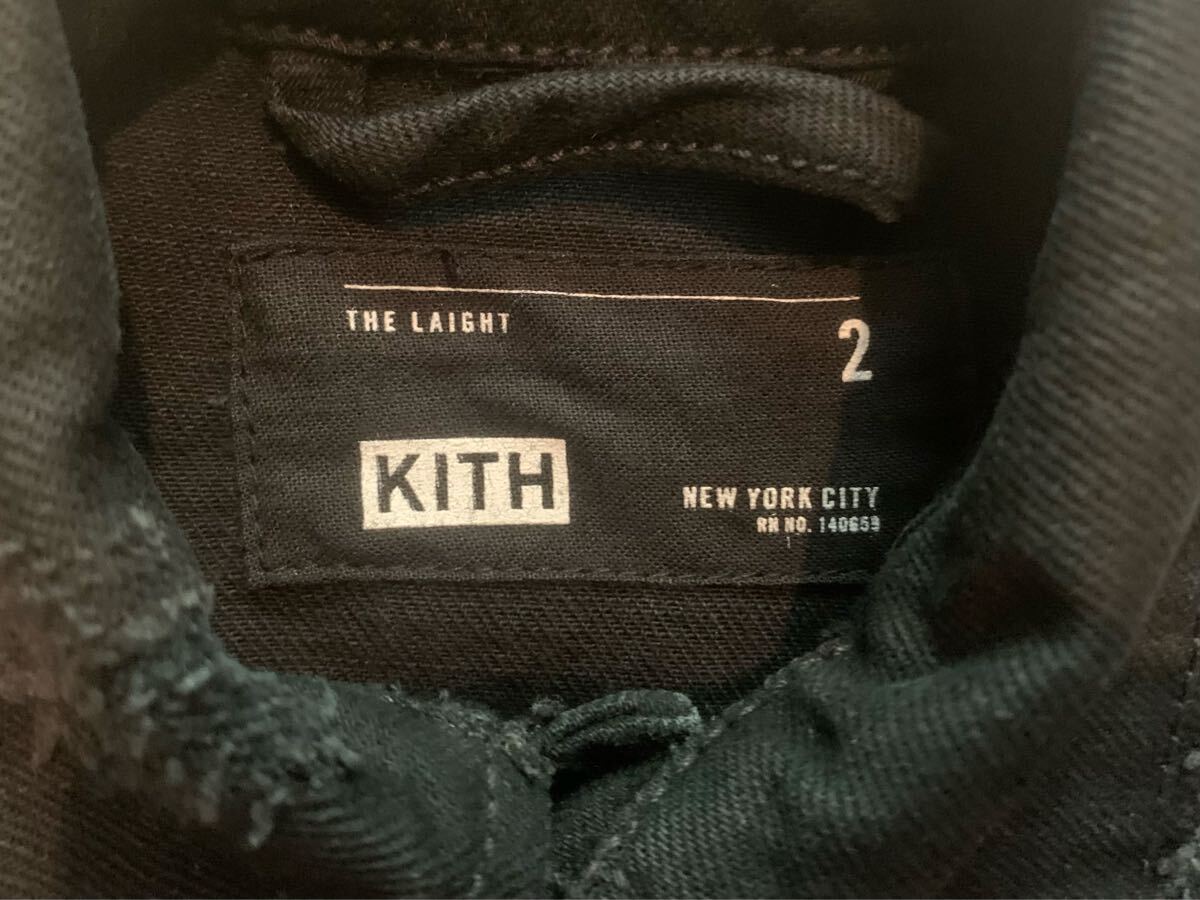 THE LAIGHT
2
KITH
NEW YORK CITY
RN NO. 140659